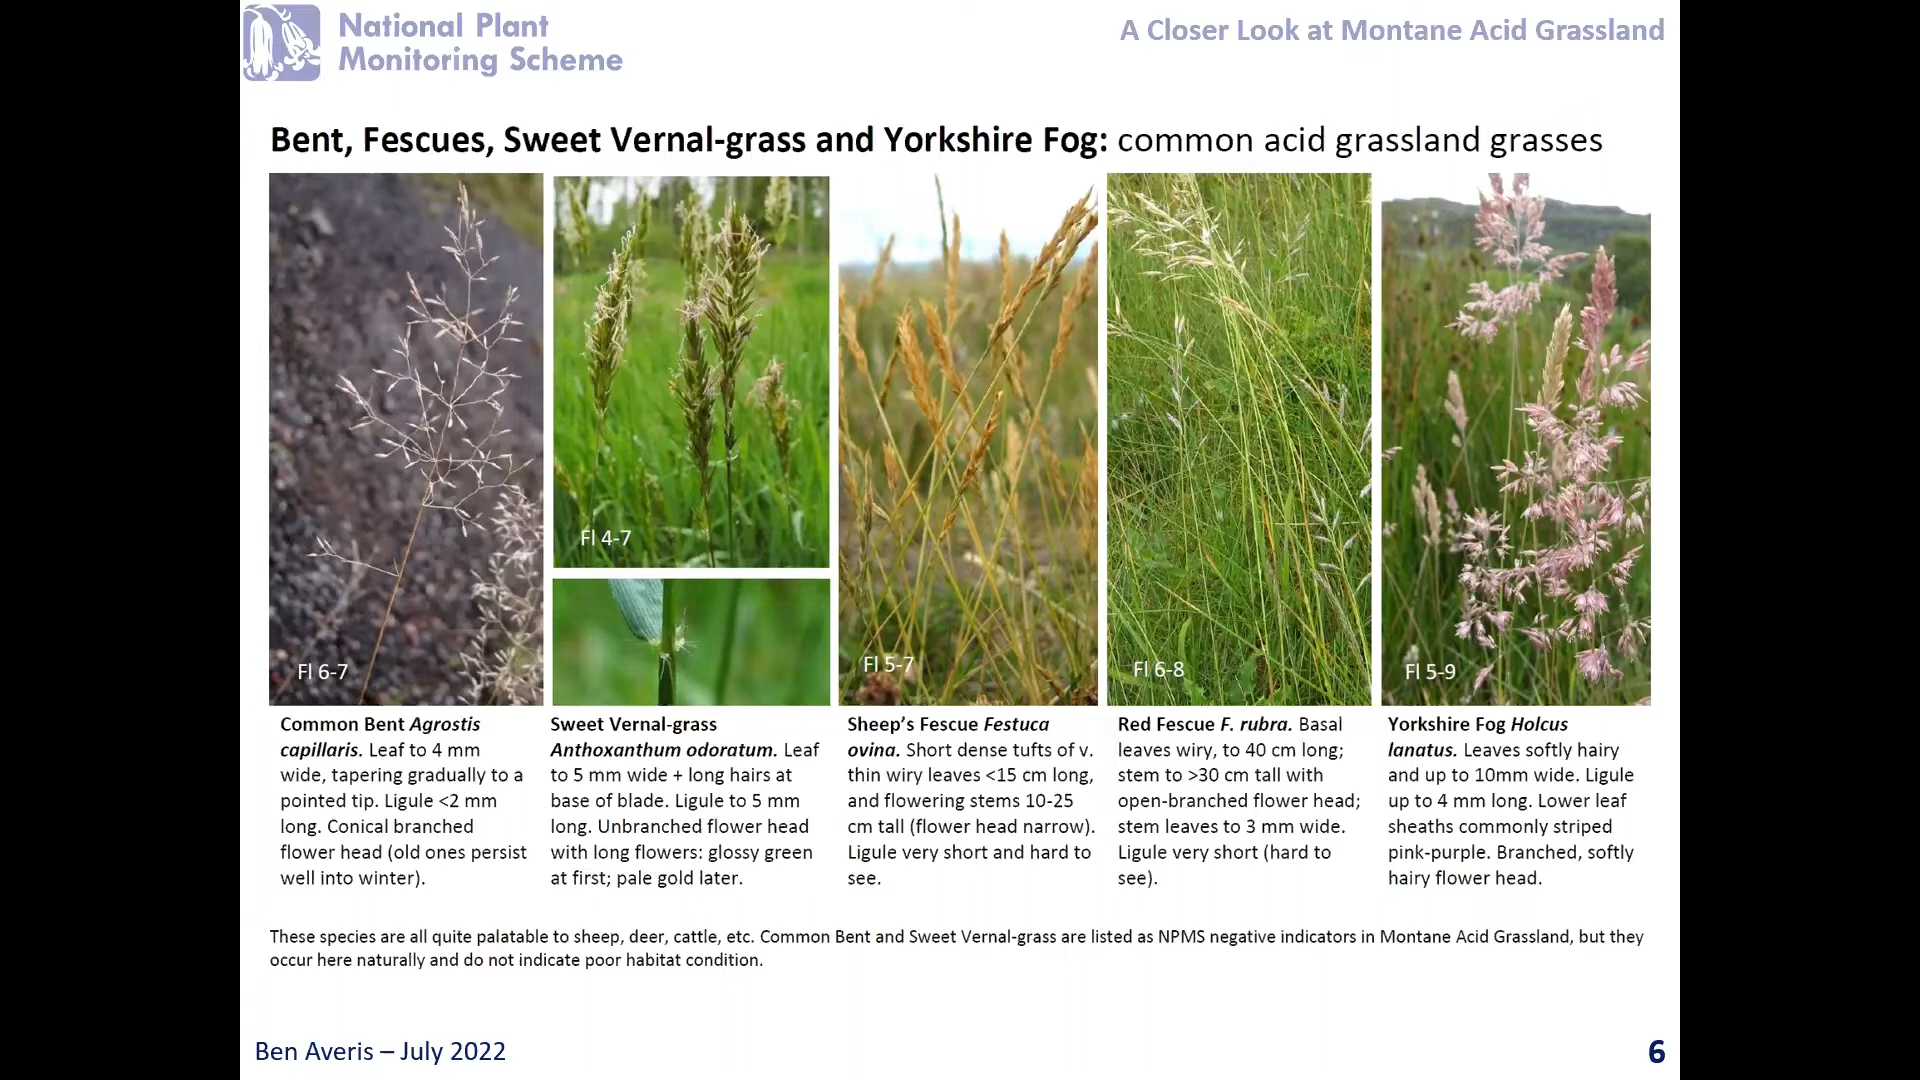 National Plant
Monitoring Scheme
A Closer Look at Montane Acid Grassland
Bent, Fescues, Sweet Vernal-grass and Yorkshire Fog: common acid grassland grasses
Fl 6-7
Fl 4-7
Fl 5-7
Fl 6-8
Fl 5-9
Common Bent Agrostis
capillaris. Leaf to 4 mm
wide, tapering gradually to a
pointed tip. Ligule <2 mm
long. Conical branched
flower head (old ones persist
well into winter).
Sweet Vernal-grass
Anthoxanthum odoratum. Leaf
to 5 mm wide + long hairs at
base of blade. Ligule to 5 mm
long. Unbranched flower head
with long flowers: glossy green
at first; pale gold later.
Sheep's Fescue Festuca
ovina. Short dense tufts of v.
thin wiry leaves <15 cm long,
and flowering stems 10-25
cm tall (flower head narrow).
Ligule very short and hard to
see.
Red Fescue F. rubra. Basal
leaves wiry, to 40 cm long;
stem to >30 cm tall with
open-branched flower head;
stem leaves to 3 mm wide.
Ligule very short (hard to
see).
Yorkshire Fog Holcus
lanatus. Leaves softly hairy
and up to 10mm wide. Ligule
up to 4 mm long. Lower leaf
sheaths commonly striped
pink-purple. Branched, softly
hairy flower head.
These species are all quite palatable to sheep, deer, cattle, etc. Common Bent and Sweet Vernal-grass are listed as NPMS negative indicators in Montane Acid Grassland, but they
occur here naturally and do not indicate poor habitat condition.
Ben Averis – July 2022
6